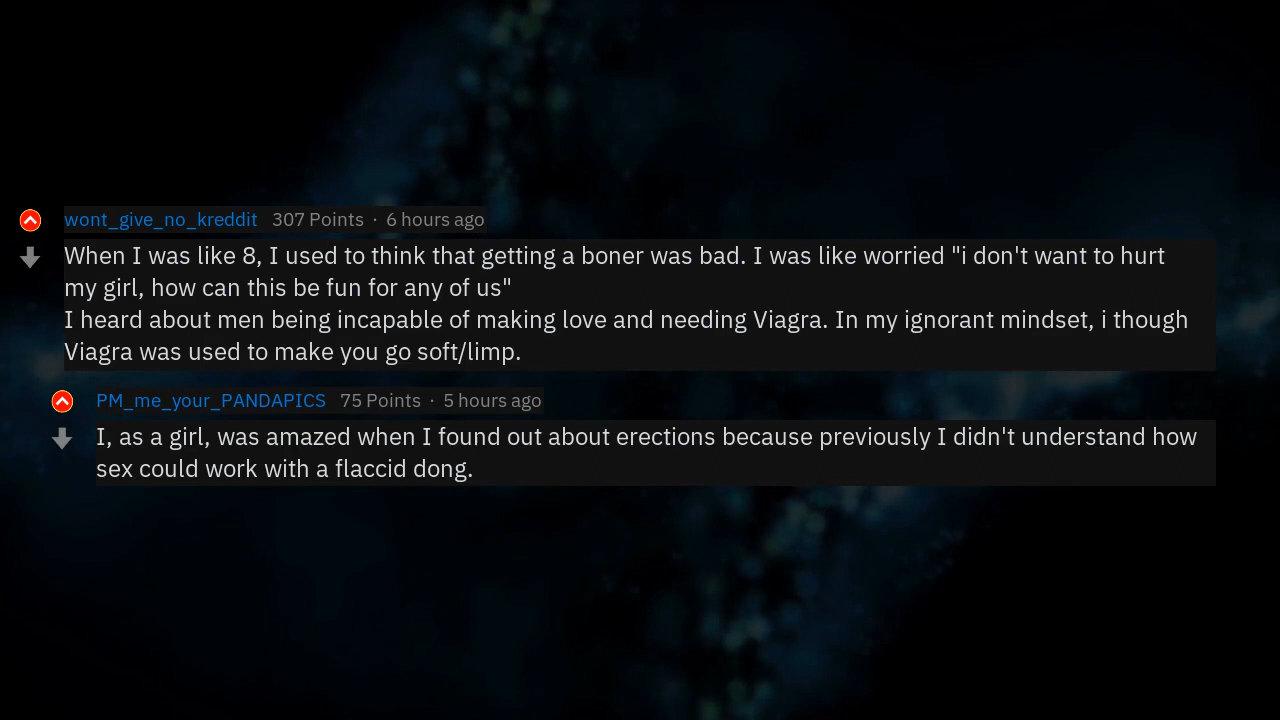 wont_give_no_kreddit 307 Points · 6 hours ago
When I was like 8, I used to think that getting a boner was bad. I was like worried "i don't want to hurt
my girl, how can this be fun for any of us"
I heard about men being incapable of making love and needing Viagra. In my ignorant mindset, i though
Viagra was used to make you go soft/limp.
PM_me_your_PANDAPICS 75 Points · 5 hours ago
I, as a girl, was amazed when I found out about erections because previously I didn't understand how
sex could work with a flaccid dong.